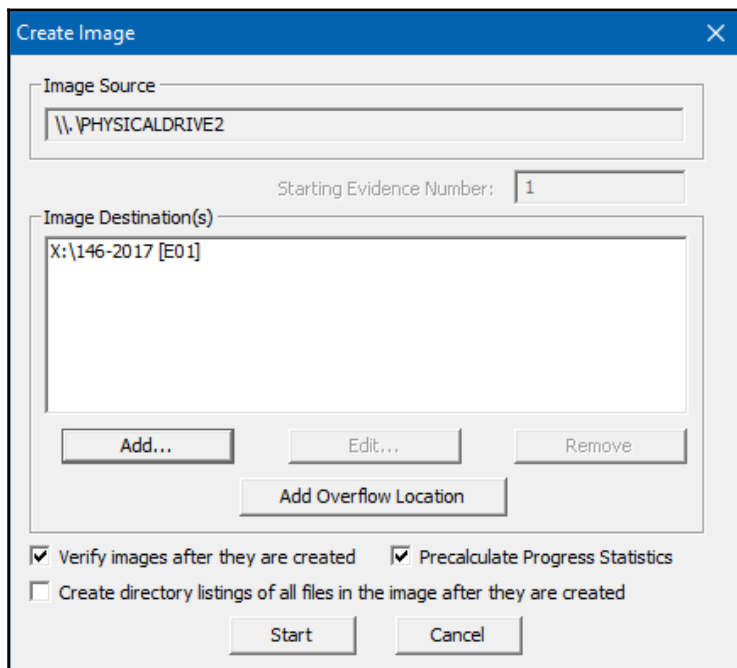 Create Image
Image Source
\\.\PHYSICALDRIVE2
Starting Evidence Number: 1
Image Destination(s)
X:\146-2017 [E01]
Add... Edit... Remove
Add Overflow Location
Verify images after they are created Precalculate Progress Statistics
Create directory listings of all files in the image after they are created
Start Cancel